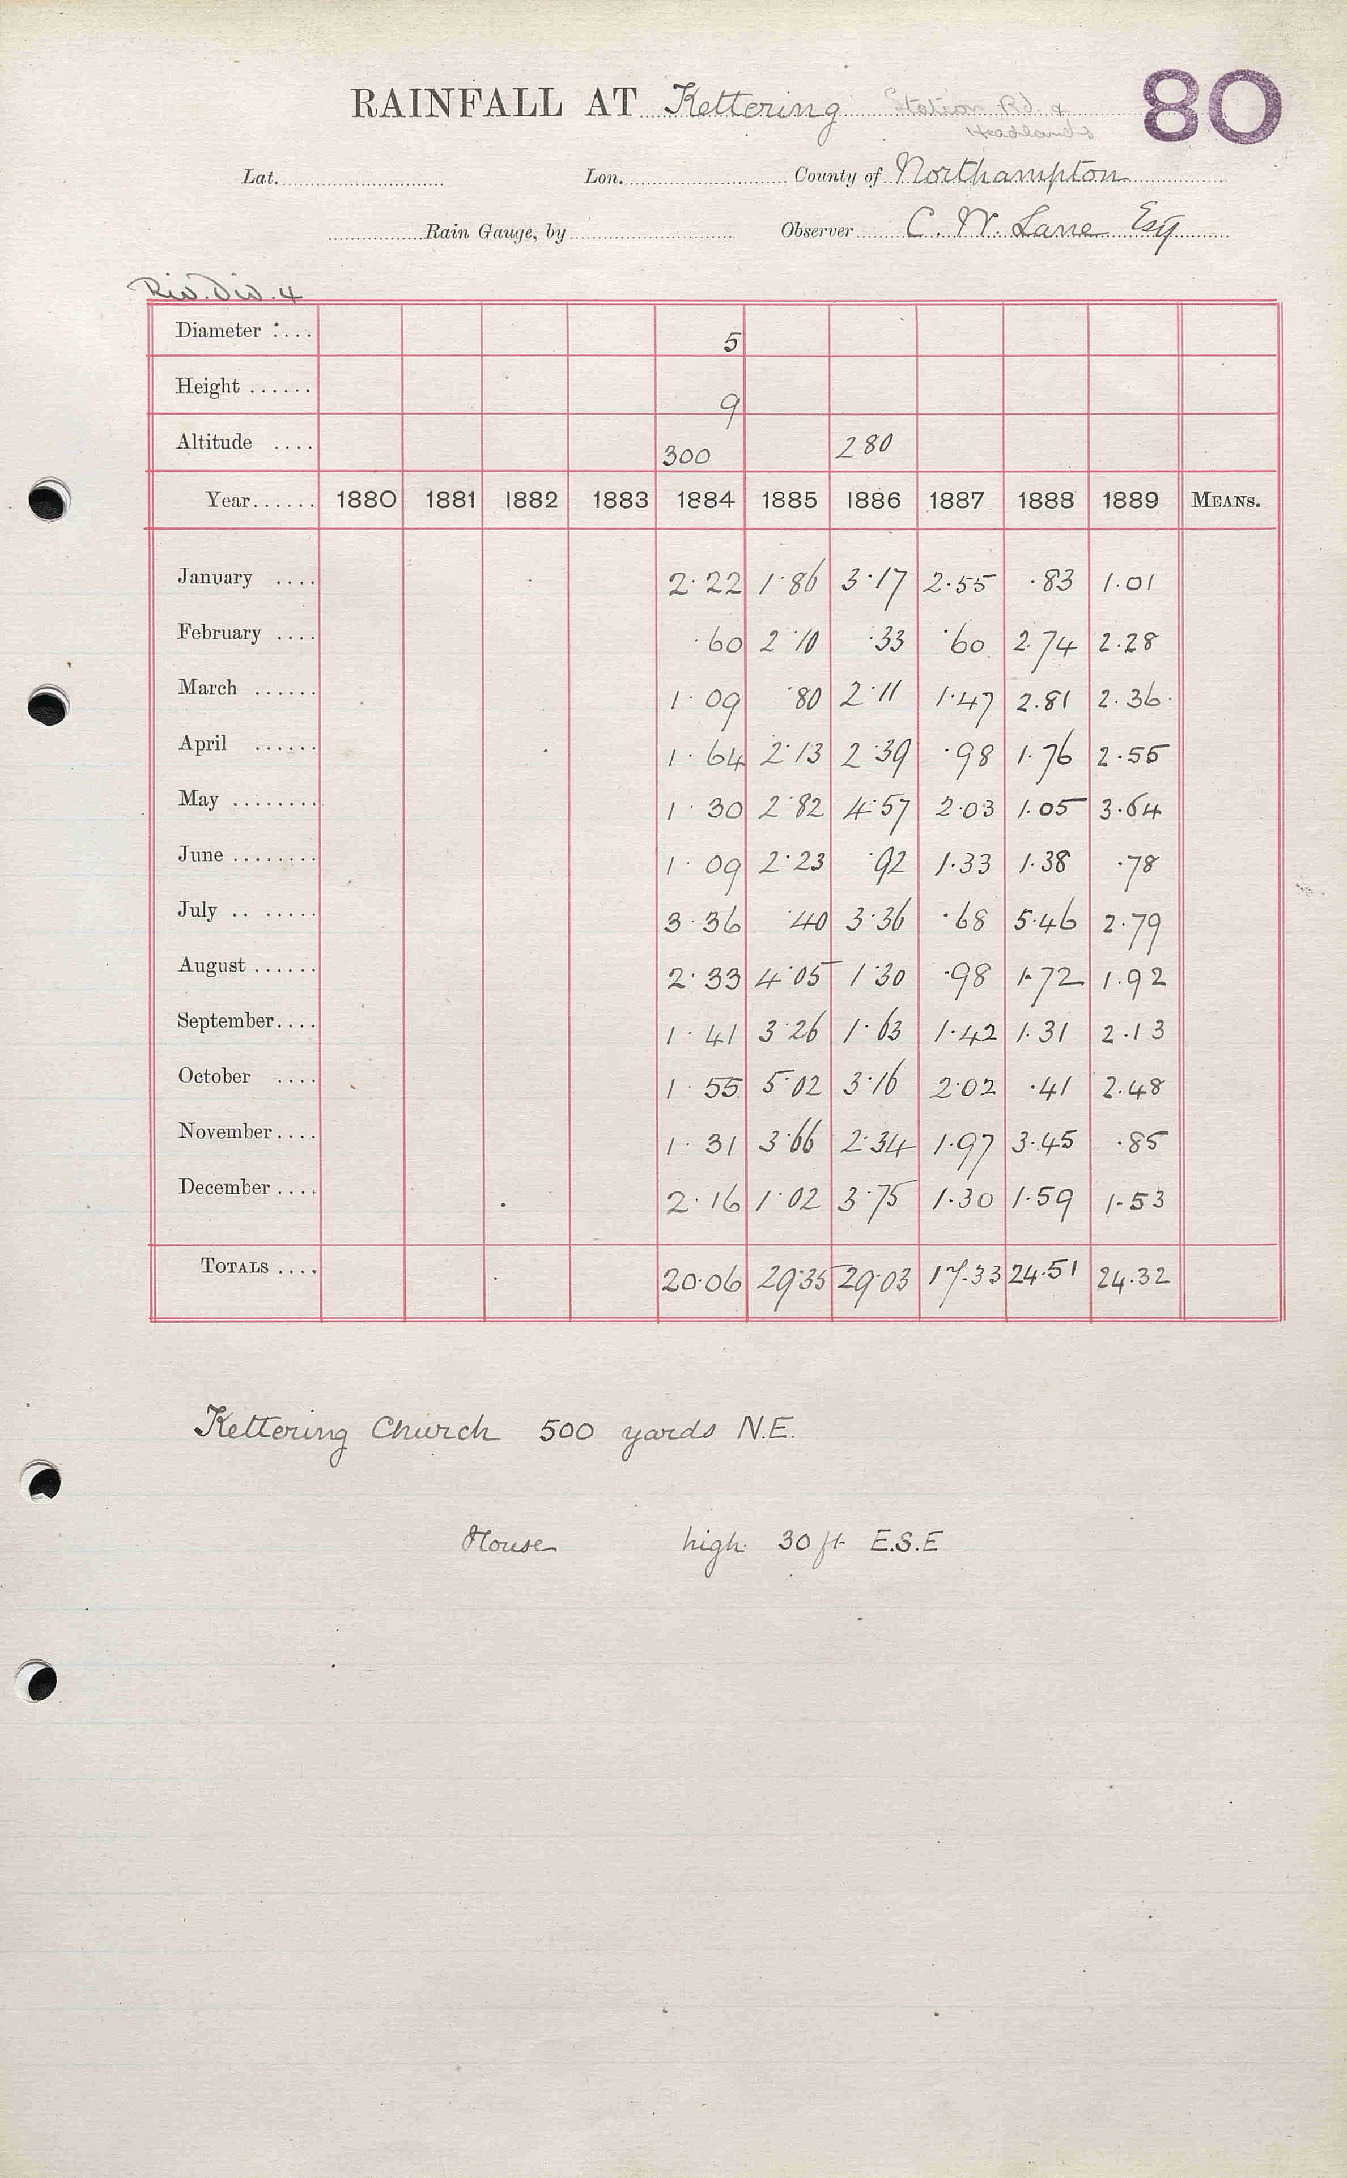 RAINFALL AT Kettering Station Rd. & 80
Headlands
Lat. Lon. County of Northampton
Rain Gauge, by Observer C. W. Lane Esq
Riv. Div. 4
Diameter 5
Height 9
Altitude 300 280
Year 1880 1881 1882 1883 1884 1885 1886 1887 1888 1889 MEANS.
January 2.22 1.86 3.17 2.55 .83 1.01
February .60 2.10 .33 .60 2.74 2.28
March 1.09 .80 2.11 1.47 2.81 2.36
April 1.64 2.13 2.39 .98 1.76 2.55
May 1.30 2.82 4.57 2.03 1.05 3.64
June 1.09 2.23 .92 1.33 1.38 .78
July 3.36 .40 3.36 .68 5.46 2.79
August 2.33 4.05 1.30 .98 1.72 1.92
September 1.41 3.26 1.63 1.42 1.31 2.13
October 1.55 5.02 3.16 2.02 .41 2.48
November 1.31 3.66 2.34 1.97 3.45 .85
December 2.16 1.02 3.75 1.30 1.59 1.53
TOTALS 20.06 29.35 29.03 17.33 24.51 24.32
Kettering Church 500 yards N.E.
House high 30 ft E.S.E